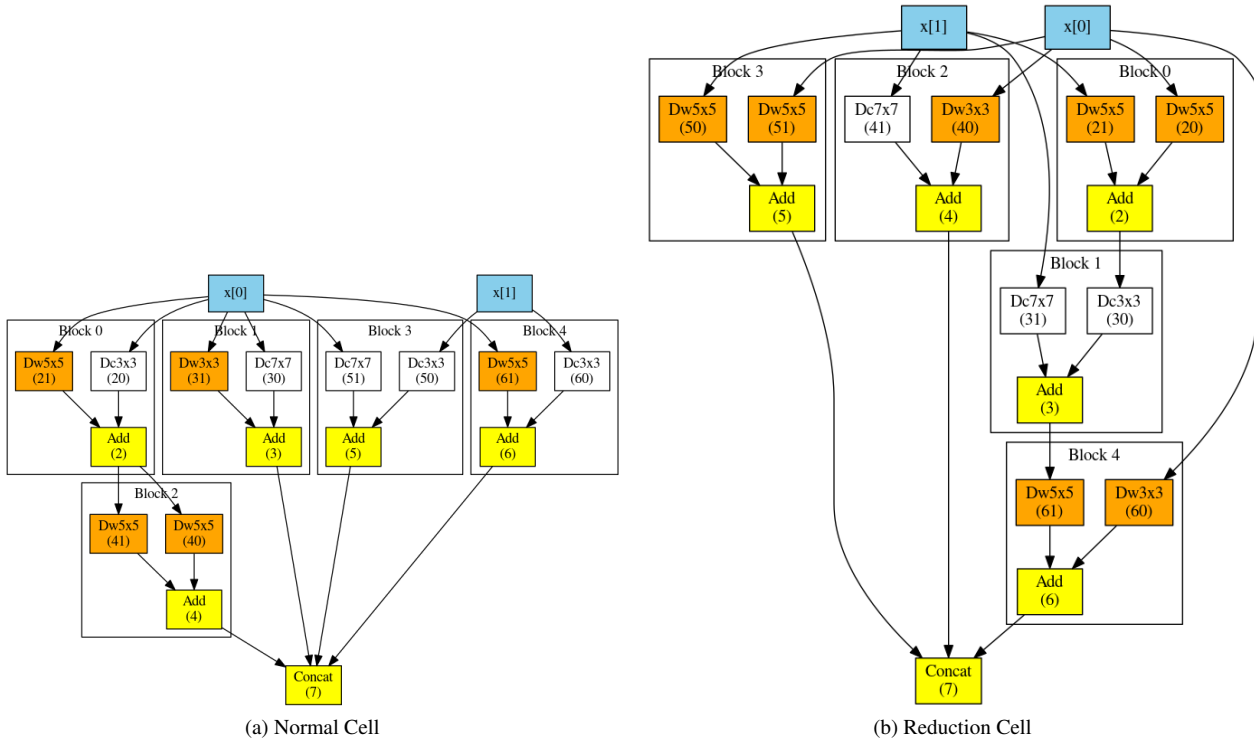 x[0]
x[1]
Block 0
Block 1
Block 3
Block 4
Dw5x5
(21)
Dc3x3
(20)
Dw3x3
(31)
Dc7x7
(30)
Dc7x7
(51)
Dc3x3
(50)
Dw5x5
(61)
Dc3x3
(60)
Add
(2)
Add
(3)
Add
(5)
Add
(6)
Block 2
Dw5x5
(41)
Dw5x5
(40)
Add
(4)
Concat
(7)
(a) Normal Cell
x[1]
x[0]
Block 3
Block 2
Block 0
Dw5x5
(50)
Dw5x5
(51)
Dc7x7
(41)
Dw3x3
(40)
Dw5x5
(21)
Dw5x5
(20)
Add
(5)
Add
(4)
Add
(2)
Block 1
Dc7x7
(31)
Dc3x3
(30)
Add
(3)
Block 4
Dw5x5
(61)
Dw3x3
(60)
Add
(6)
Concat
(7)
(b) Reduction Cell